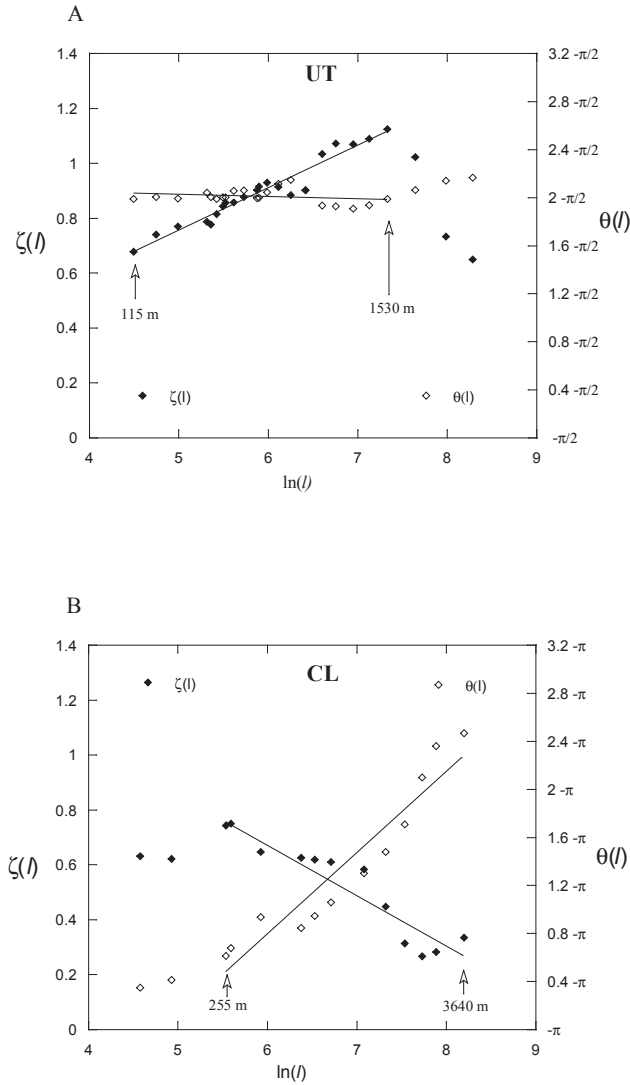 A
UT
1.4
1.2
1
0.8
0.6
0.4
0.2
0
ζ(l)
3.2 -π/2
2.8 -π/2
2.4 -π/2
2 -π/2
1.6 -π/2
1.2 -π/2
0.8 -π/2
0.4 -π/2
-π/2
θ(l)
115 m
1530 m
ζ(l)
θ(l)
4 5 6 7 8 9
ln(l)
B
CL
1.4
1.2
1
0.8
0.6
0.4
0.2
0
ζ(l)
3.2 -π
2.8 -π
2.4 -π
2 -π
1.6 -π
1.2 -π
0.8 -π
0.4 -π
-π
θ(l)
ζ(l)
θ(l)
255 m
3640 m
4 5 6 7 8 9
ln(l)